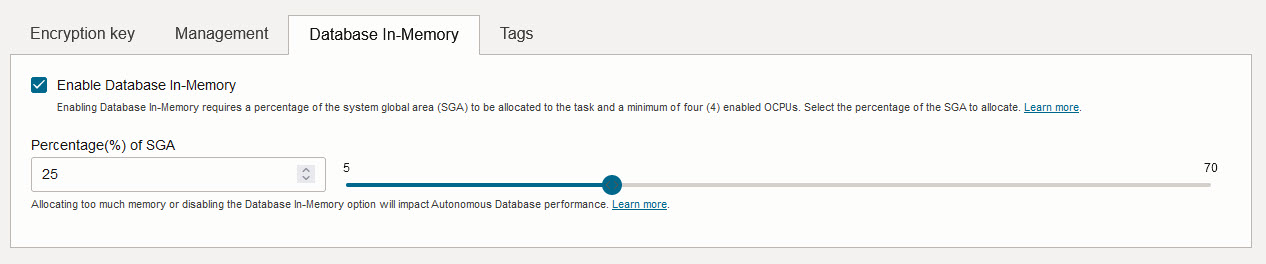 Encryption key Management Database In-Memory Tags
Enable Database In-Memory
Enabling Database In-Memory requires a percentage of the system global area (SGA) to be allocated to the task and a minimum of four (4) enabled OCPUs. Select the percentage of the SGA to allocate. Learn more.
Percentage(%) of SGA
25
5 70
Allocating too much memory or disabling the Database In-Memory option will impact Autonomous Database performance. Learn more.